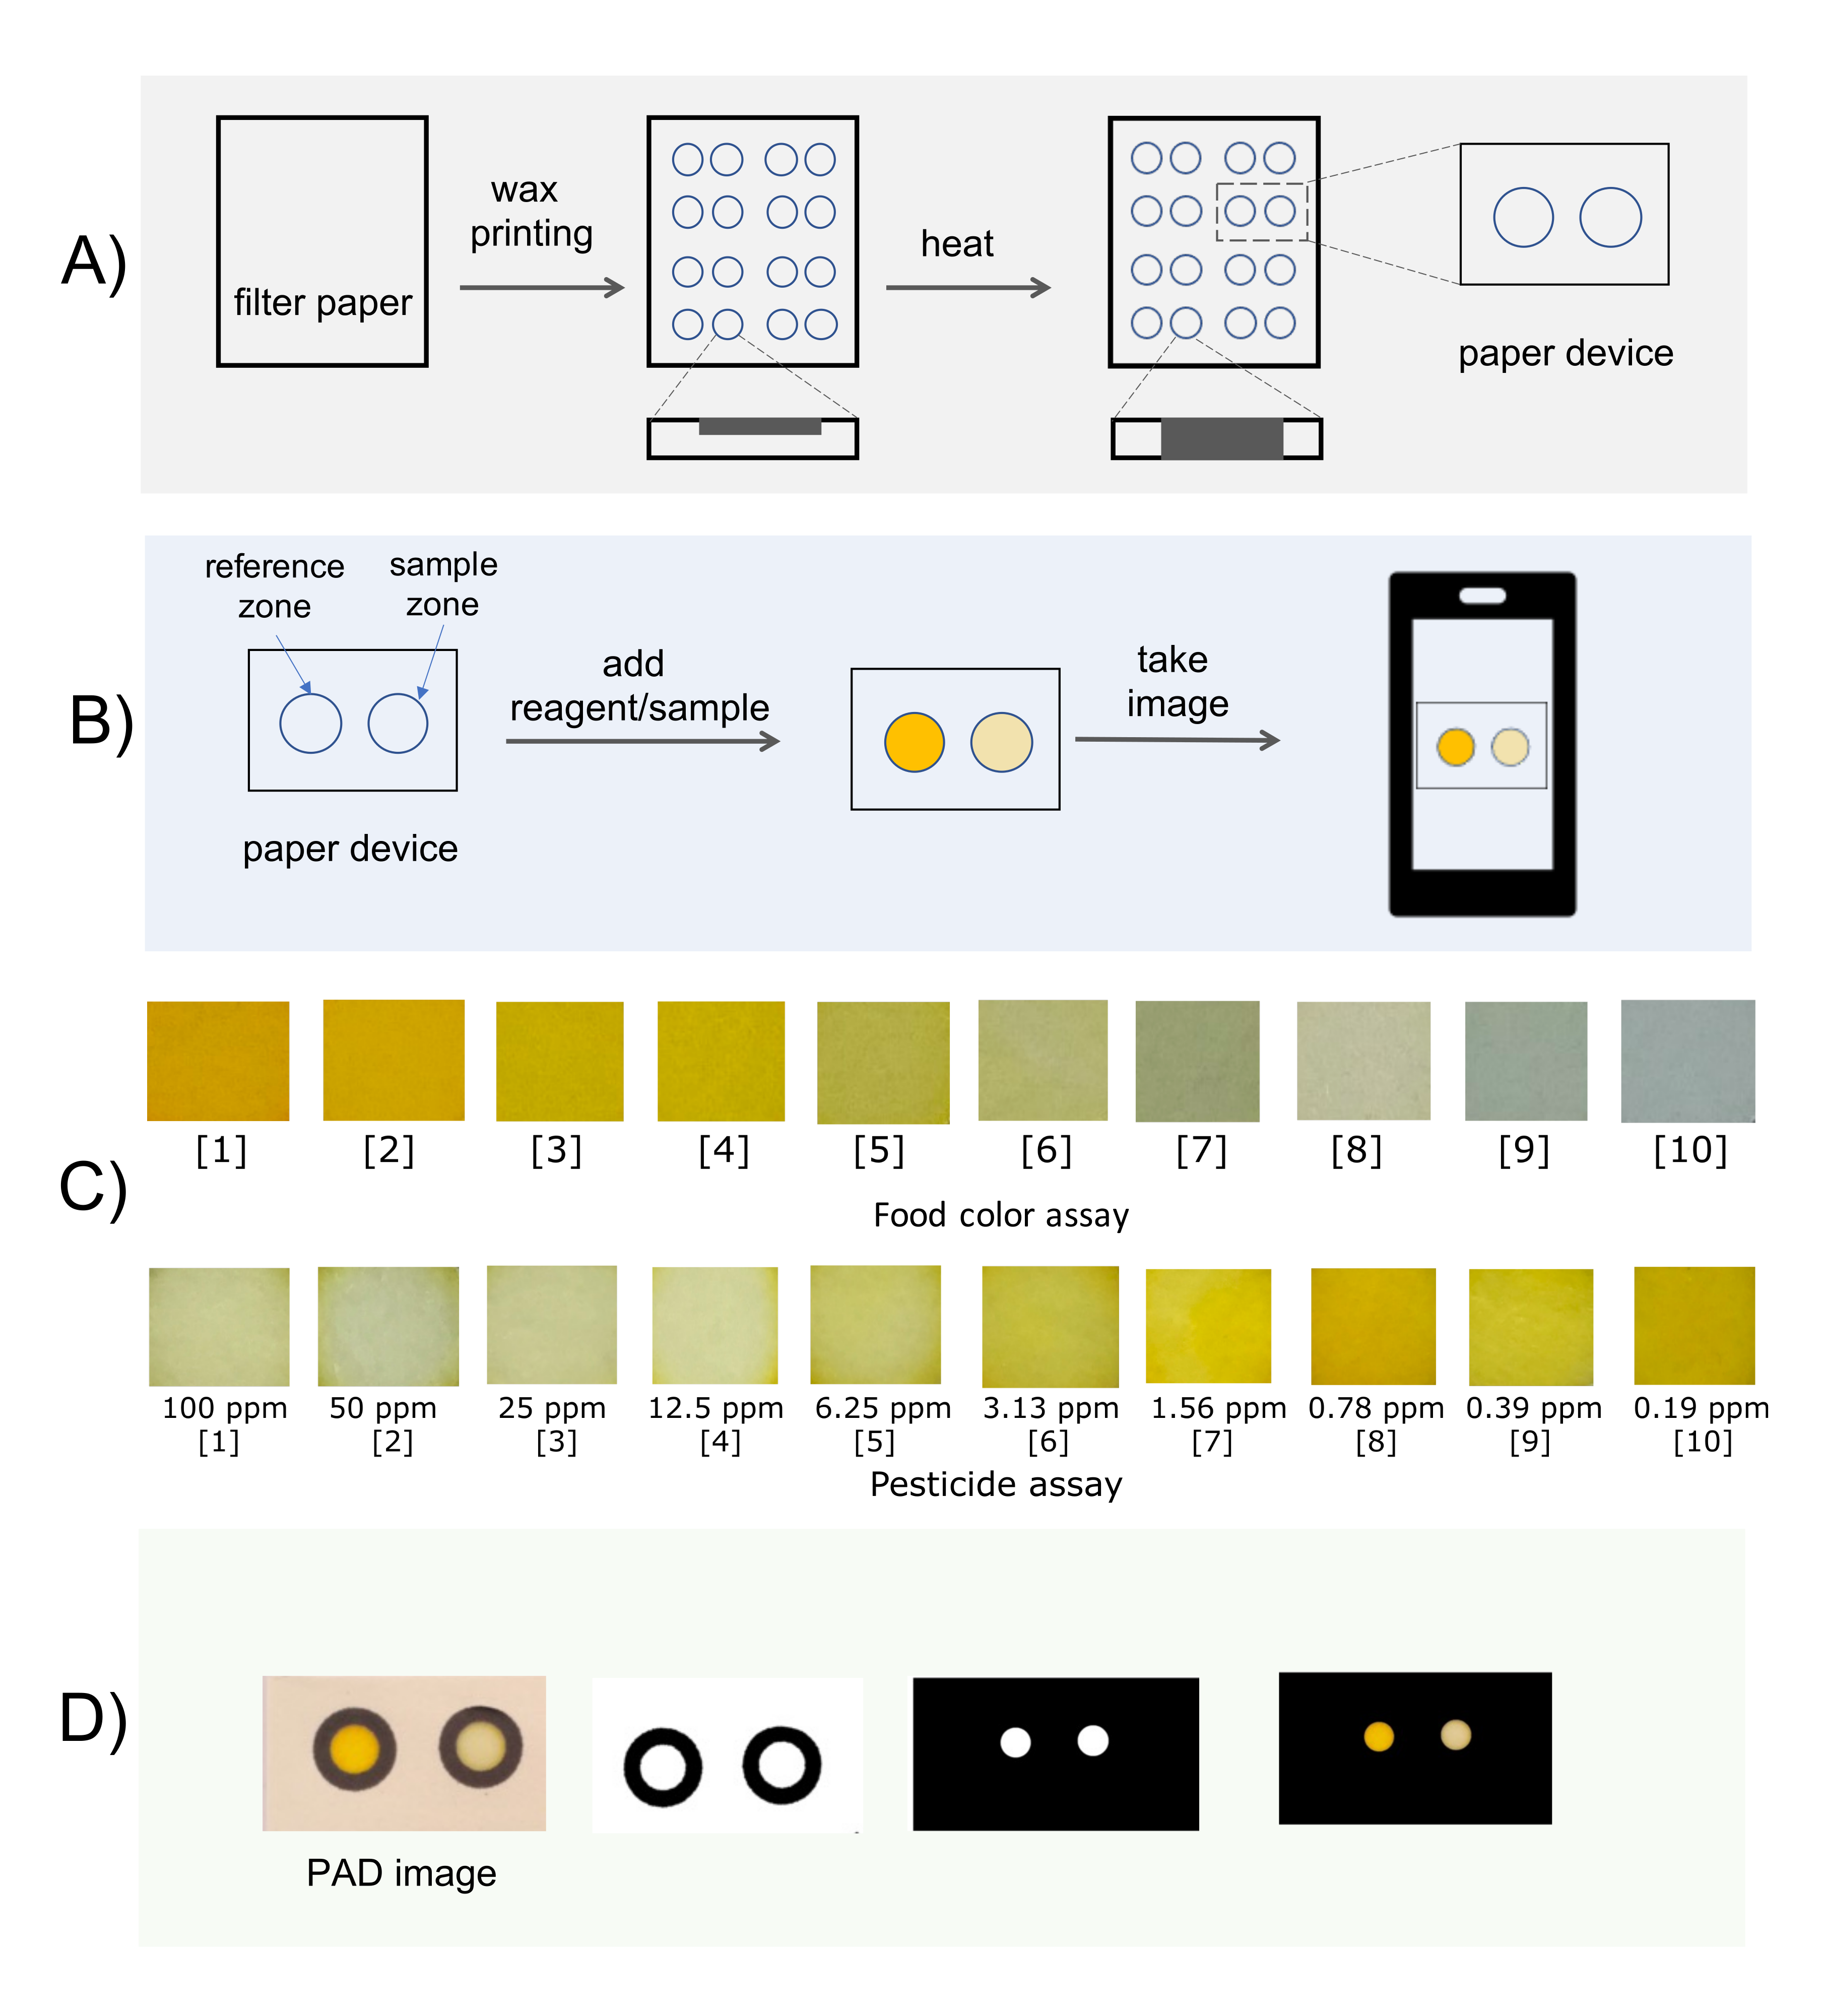 A)
filter paper
wax
printing
heat
paper device
B)
reference
zone
sample
zone
paper device
add
reagent/sample
take
image
C)
[1] [2] [3] [4] [5] [6] [7] [8] [9] [10]
Food color assay
100 ppm 50 ppm 25 ppm 12.5 ppm 6.25 ppm 3.13 ppm 1.56 ppm 0.78 ppm 0.39 ppm 0.19 ppm
[1] [2] [3] [4] [5] [6] [7] [8] [9] [10]
Pesticide assay
D)
PAD image